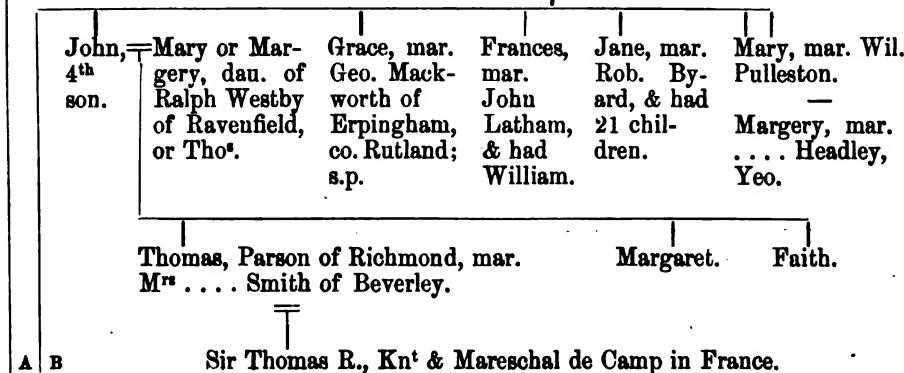 John,
4th
son.
Mary or Mar-
gery, dau. of
Ralph Westby
of Ravenfield,
or Thos.
Grace, mar.
Geo. Mack-
worth of
Erpingham,
co. Rutland;
s.p.
Frances,
mar.
John
Latham,
& had
William.
Jane, mar.
Rob. By-
ard, & had
21 chil-
dren.
Mary, mar. Wil.
Pulleston.
—
Margery, mar.
. . . . Headley,
Yeo.
Thomas, Parson of Richmond, mar.
Mrs . . . . Smith of Beverley.
Margaret.
Faith.
A B
Sir Thomas R., Knt & Mareschal de Camp in France.